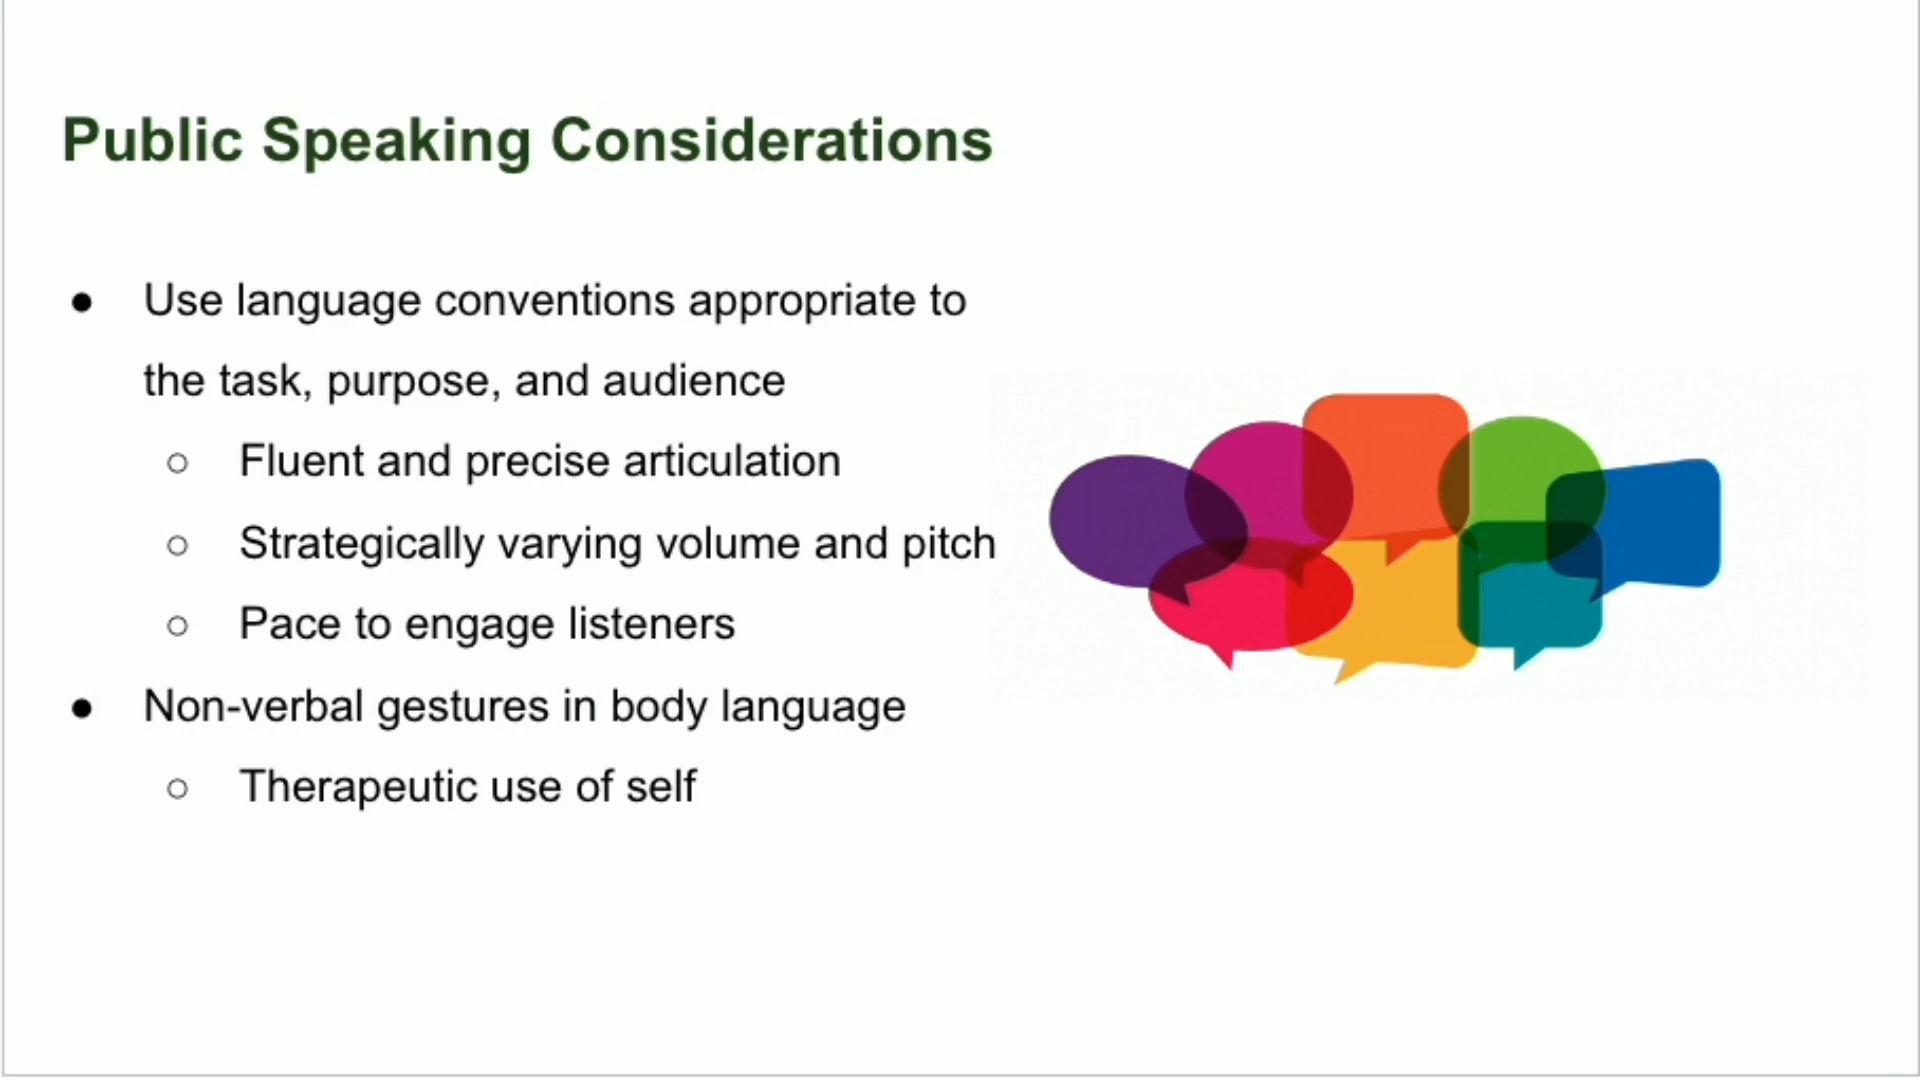 Public Speaking Considerations
● Use language conventions appropriate to
the task, purpose, and audience
○ Fluent and precise articulation
○ Strategically varying volume and pitch
○ Pace to engage listeners
● Non-verbal gestures in body language
○ Therapeutic use of self